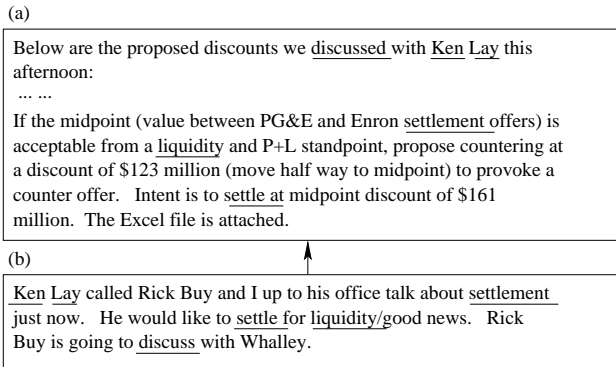 (a)
Below are the proposed discounts we discussed with Ken Lay this
afternoon:
... ...
If the midpoint (value between PG&E and Enron settlement offers) is
acceptable from a liquidity and P+L standpoint, propose countering at
a discount of $123 million (move half way to midpoint) to provoke a
counter offer. Intent is to settle at midpoint discount of $161
million. The Excel file is attached.
(b)
Ken Lay called Rick Buy and I up to his office talk about settlement
just now. He would like to settle for liquidity/good news. Rick
Buy is going to discuss with Whalley.